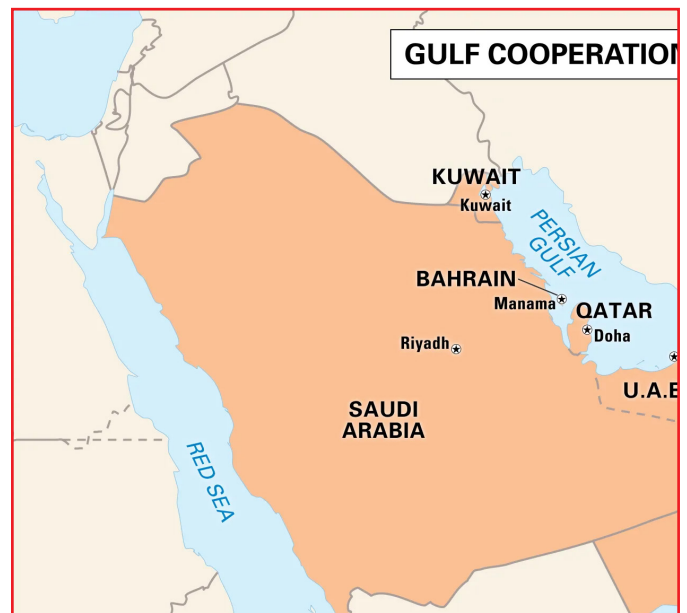 GULF COOPERATION
KUWAIT
Kuwait
PERSIAN
GULF
BAHRAIN
Manama
QATAR
Doha
Riyadh
U.A.E
SAUDI
ARABIA
RED SEA